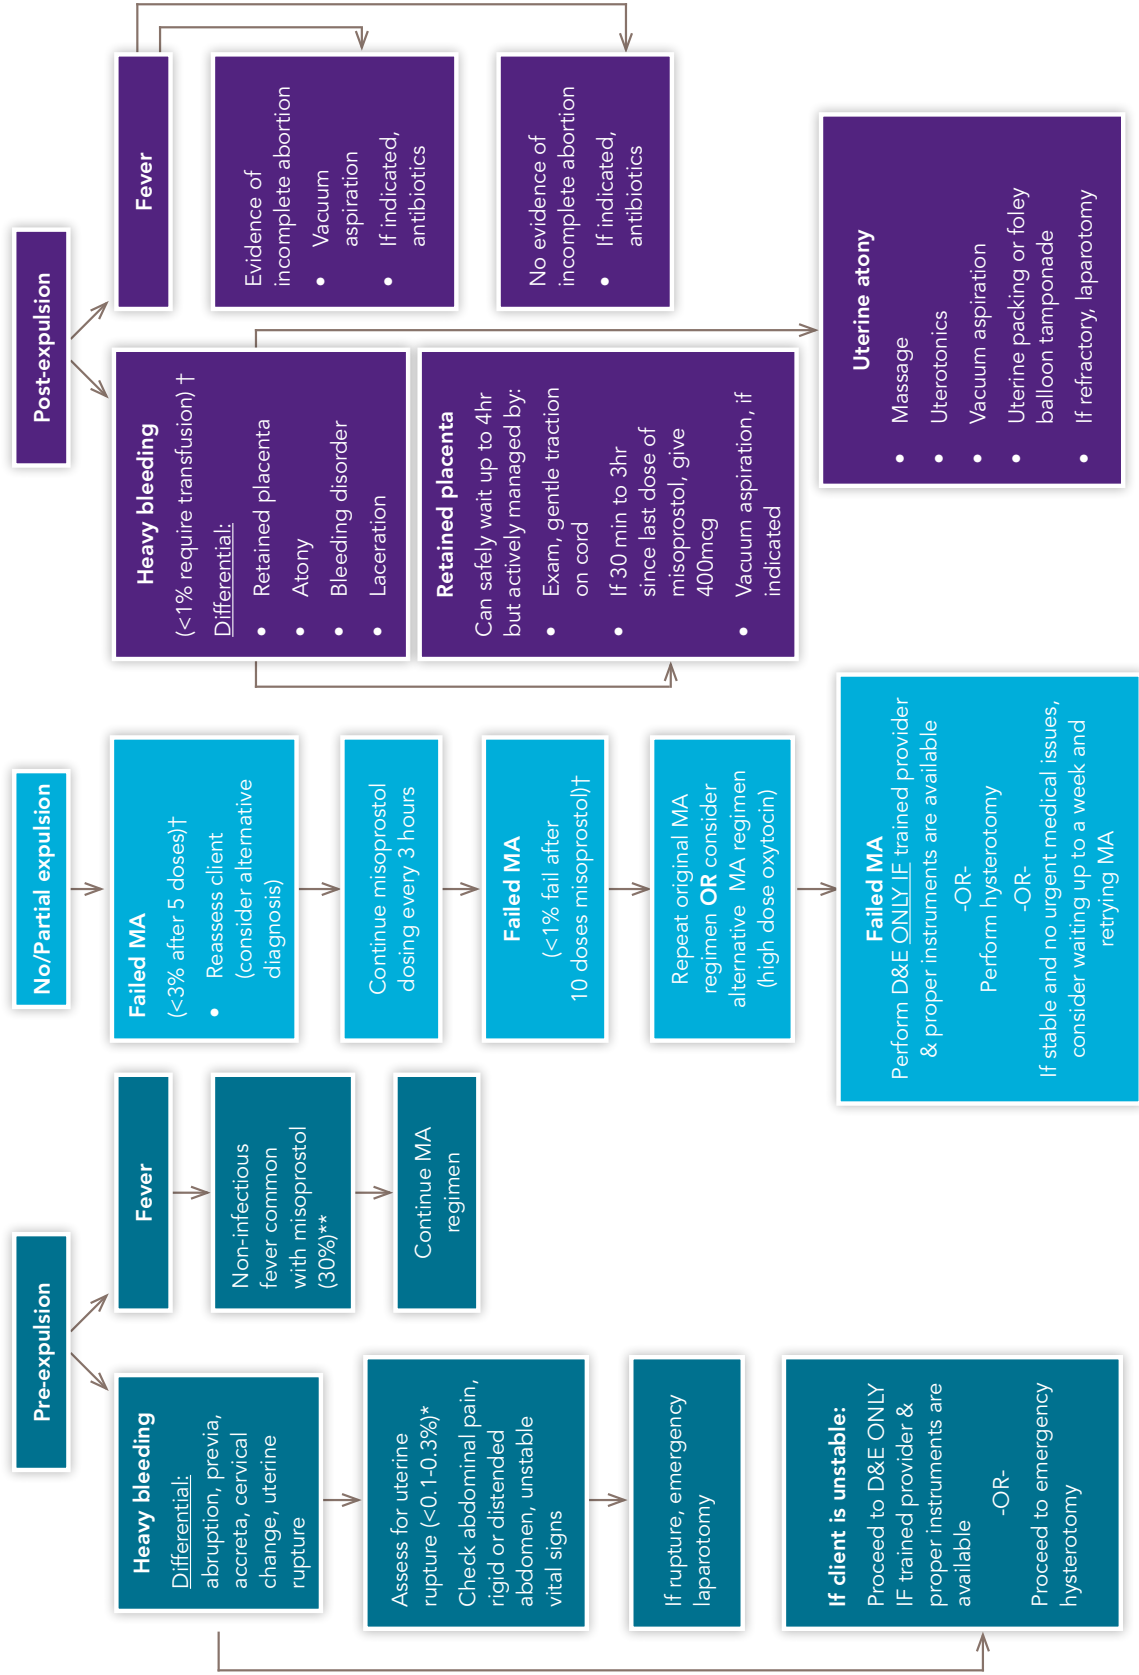 Pre-expulsion
Heavy bleeding
Differential:
abruption, previa,
accreta, cervical
change, uterine
rupture
Assess for uterine
rupture (<0.1-0.3%)*
Check abdominal pain,
rigid or distended
abdomen, unstable
vital signs
If rupture, emergency
laparotomy
If client is unstable:
Proceed to D&E ONLY
IF trained provider &
proper instruments are
available
-OR-
Proceed to emergency
hysterotomy
Fever
Non-infectious
fever common
with misoprostol
(30%)**
Continue MA
regimen
No/Partial expulsion
Failed MA
(<3% after 5 doses)†
• Reassess client
(consider alternative
diagnosis)
Continue misoprostol
dosing every 3 hours
Failed MA
(<1% fail after
10 doses misoprostol)†
Repeat original MA
regimen OR consider
alternative MA regimen
(high dose oxytocin)
Failed MA
Perform D&E ONLY IF trained provider
& proper instruments are available
-OR-
Perform hysterotomy
-OR-
If stable and no urgent medical issues,
consider waiting up to a week and
retrying MA
Post-expulsion
Heavy bleeding
(<1% require transfusion) †
Differential:
• Retained placenta
• Atony
• Bleeding disorder
• Laceration
Retained placenta
Can safely wait up to 4hr
but actively managed by:
• Exam, gentle traction
on cord
• If 30 min to 3hr
since last dose of
misoprostol, give
400mcg
• Vacuum aspiration, if
indicated
Uterine atony
• Massage
• Uterotonics
• Vacuum aspiration
• Uterine packing or foley
balloon tamponade
• If refractory, laparotomy
Fever
Evidence of
incomplete abortion
• Vacuum
aspiration
• If indicated,
antibiotics
No evidence of
incomplete abortion
• If indicated,
antibiotics